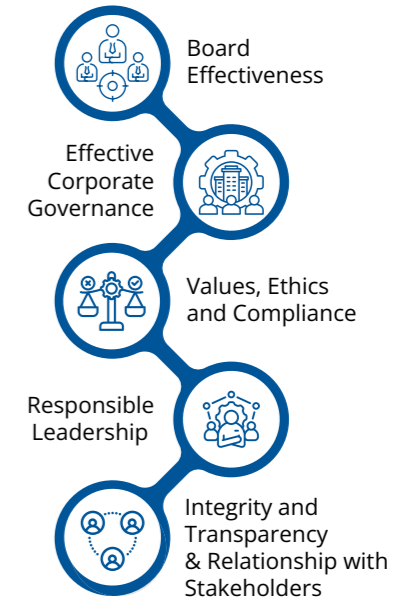 Board
Effectiveness
Effective
Corporate
Governance
Values, Ethics
and Compliance
Responsible
Leadership
Integrity and
Transparency
& Relationship with
Stakeholders